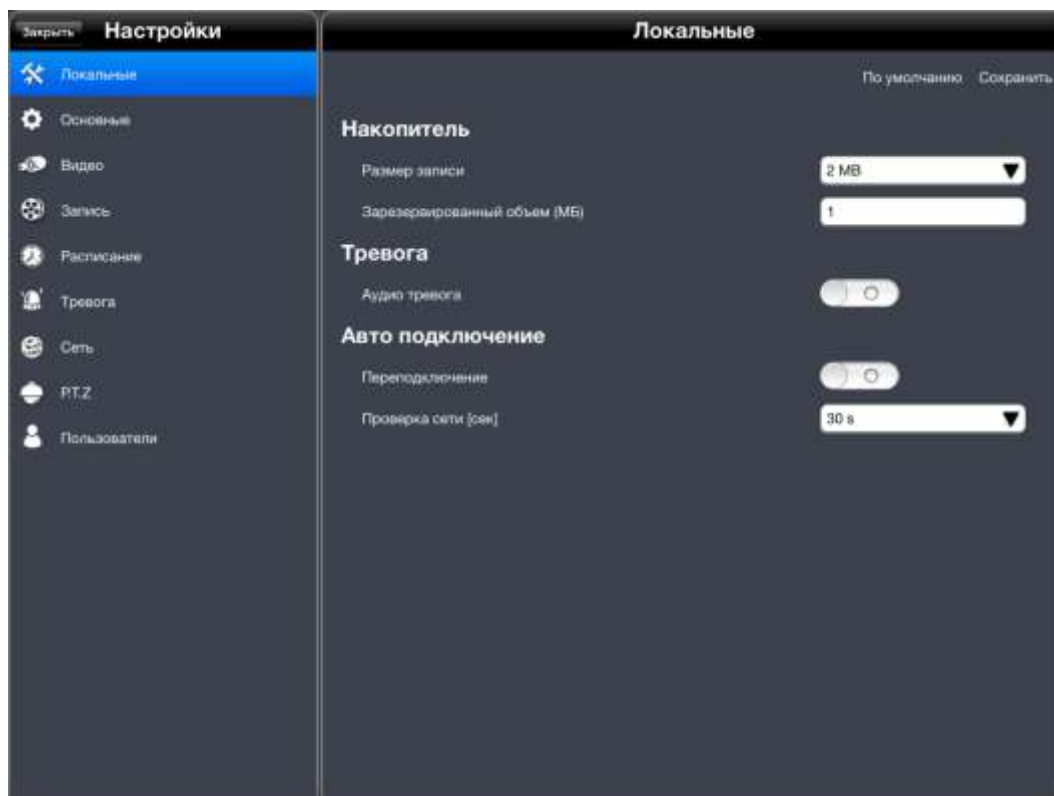 Закрыть Настройки
Локальные
Локальные
Основные
Видео
Запись
Расписание
Тревога
Сеть
P.T.Z
Пользователи
По умолчанию Сохранить
Накопитель
Размер записи 2 MB
Зарезервированный объем (МБ) 1
Тревога
Аудио тревога
Авто подключение
Переподключение
Проверка сети [сек] 30 s